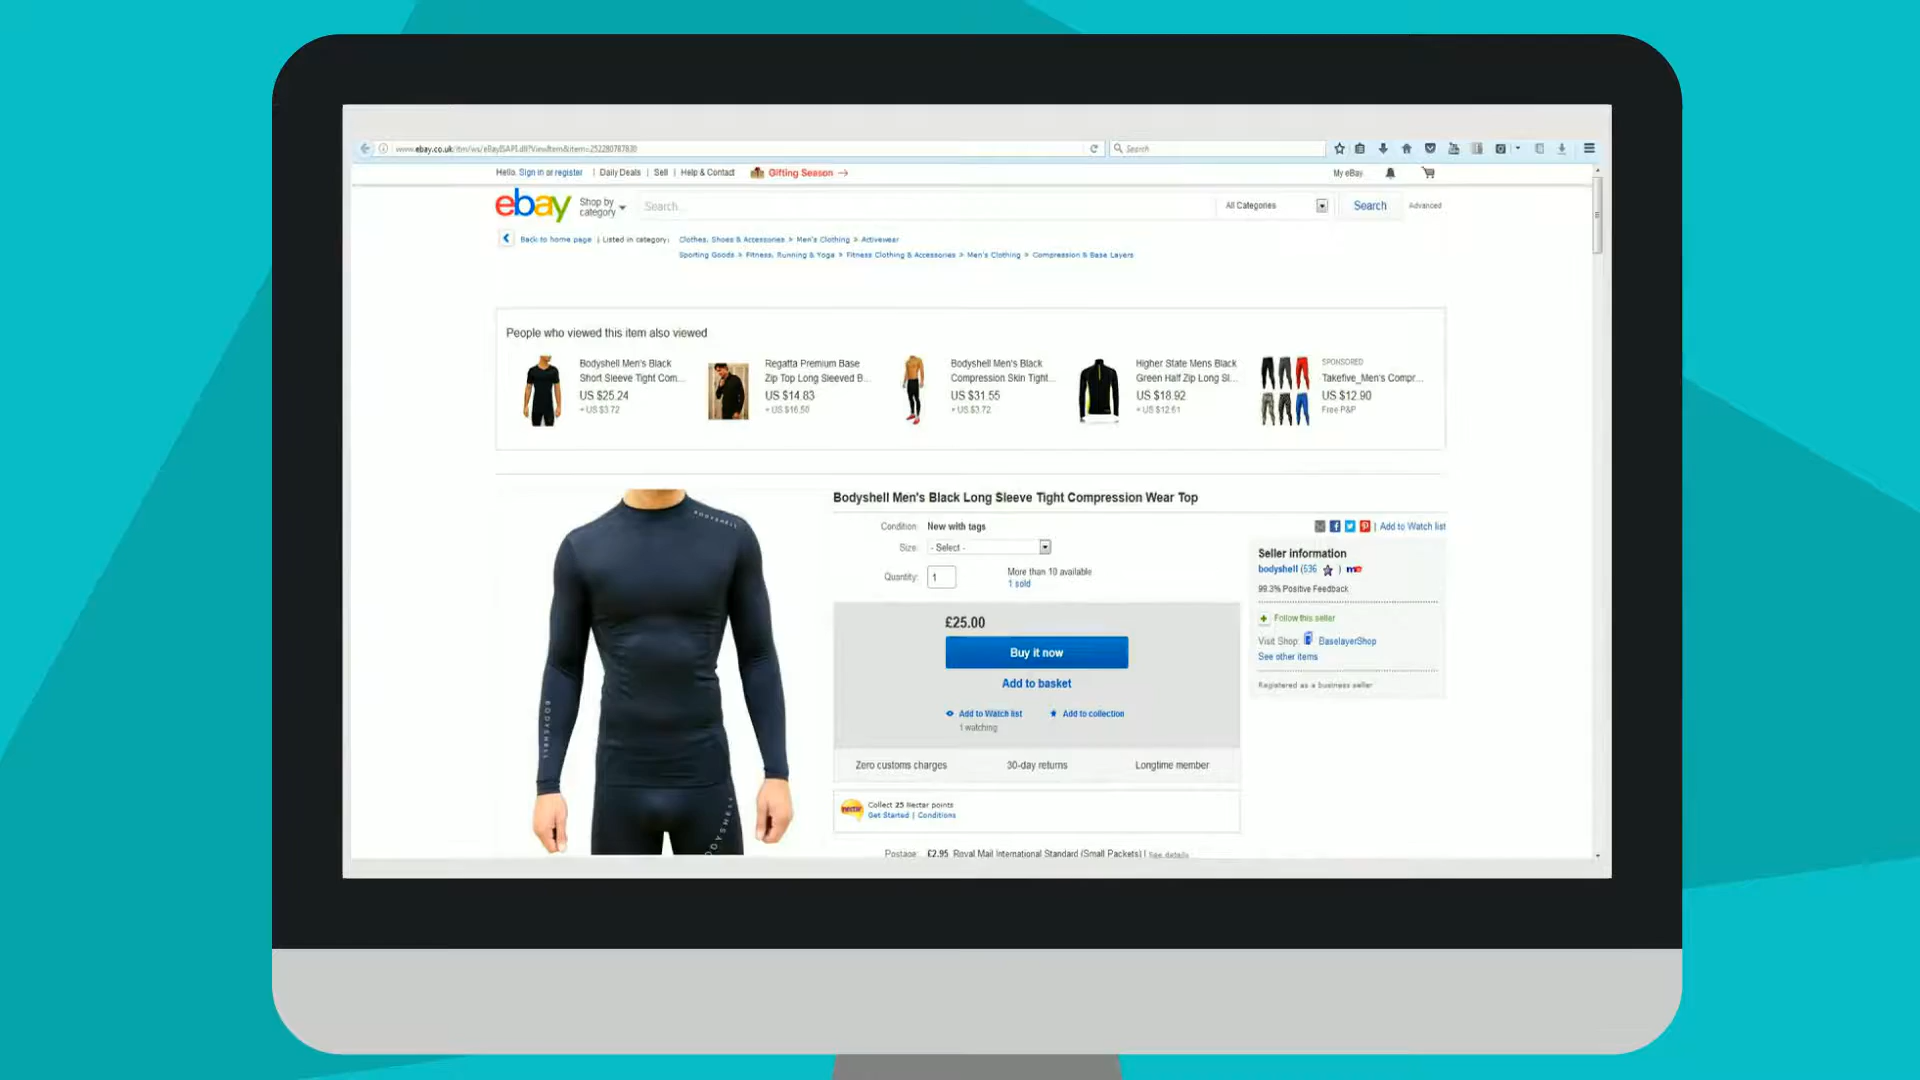 www.ebay.co.uk/itm/ws/eBayISAPI.dll?ViewItem&item=252280787830
Search
Hello. Sign in or register | Daily Deals | Sell | Help & Contact Gifting Season → My eBay
ebay Shop by category Search... All Categories Search Advanced
Back to home page | Listed in category: Clothes, Shoes & Accessories > Men's Clothing > Activewear
Sporting Goods > Fitness, Running & Yoga > Fitness Clothing & Accessories > Men's Clothing > Compression & Base Layers
People who viewed this item also viewed
Bodyshell Men's Black
Short Sleeve Tight Com...
US $25.24
+ US $3.72
Regatta Premium Base
Zip Top Long Sleeved B...
US $14.83
+ US $16.50
Bodyshell Men's Black
Compression Skin Tight...
US $31.55
+ US $3.72
Higher State Mens Black
Green Half Zip Long Sl...
US $18.92
+ US $12.61
SPONSORED
Takefive_Men's Compr...
US $12.90
Free P&P
BODYSHELL
BODYSHELL
BODYSHELL
Bodyshell Men's Black Long Sleeve Tight Compression Wear Top
Condition: New with tags
Size: - Select -
Quantity: 1 More than 10 available
1 sold
£25.00
Buy it now
Add to basket
Add to Watch list Add to collection
1 watching
Zero customs charges 30-day returns Longtime member
nectar Collect 25 Nectar points
Get Started | Conditions
Postage: £2.95 Royal Mail International Standard (Small Packets) | See details
| Add to Watch list
Seller information
bodyshell (536 ) me
99.3% Positive Feedback
Follow this seller
Visit Shop: BaselayerShop
See other items
Registered as a business seller